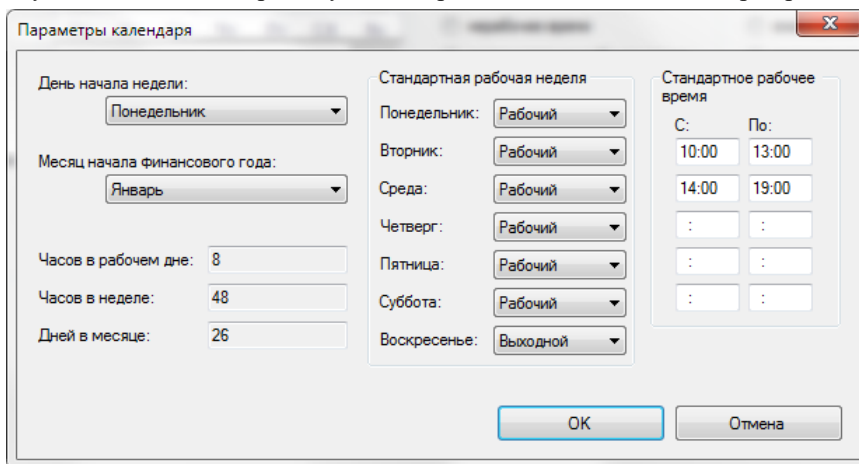 Параметры календаря
День начала недели:
Понедельник
Месяц начала финансового года:
Январь
Часов в рабочем дне: 8
Часов в неделе: 48
Дней в месяце: 26
Стандартная рабочая неделя
Понедельник: Рабочий
Вторник: Рабочий
Среда: Рабочий
Четверг: Рабочий
Пятница: Рабочий
Суббота: Рабочий
Воскресенье: Выходной
Стандартное рабочее
время
С: По:
10:00 13:00
14:00 19:00
: :
: :
: :
OK Отмена